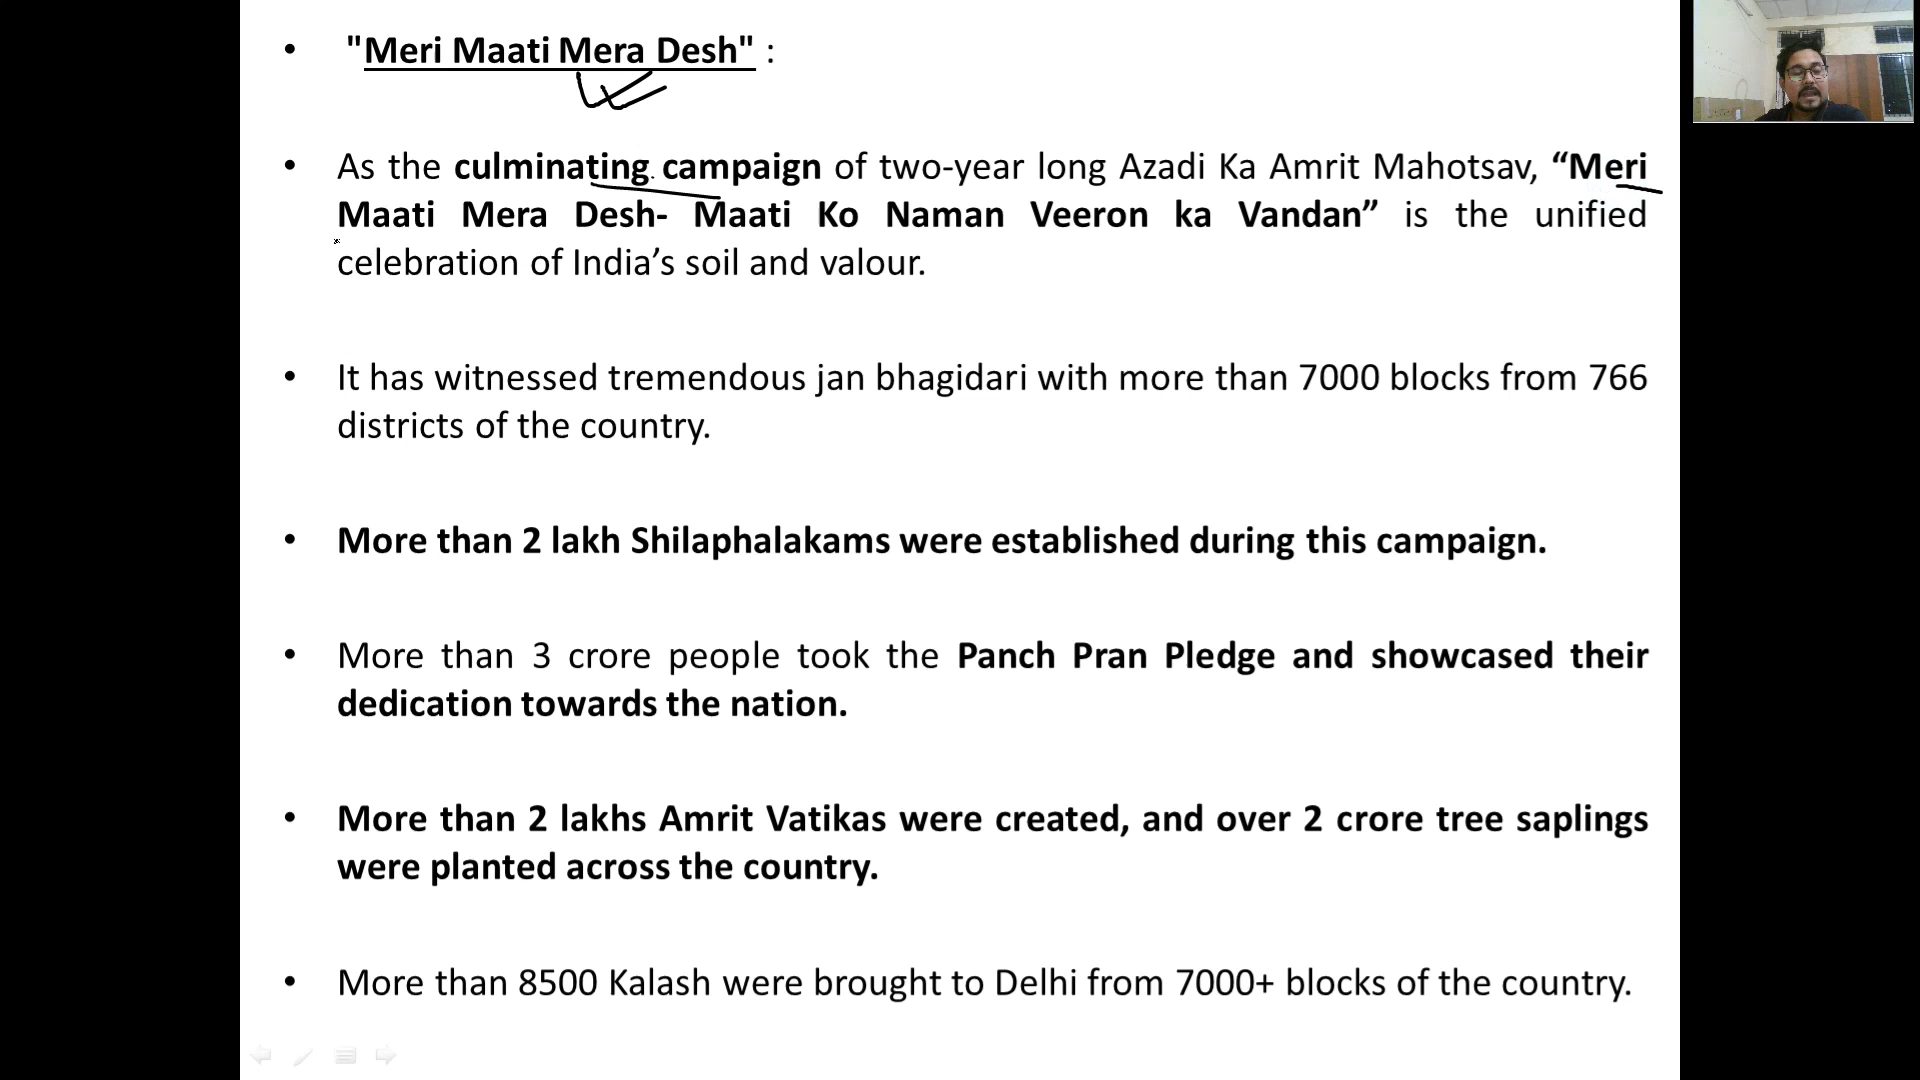 • "Meri Maati Mera Desh" :
• As the culminating campaign of two-year long Azadi Ka Amrit Mahotsav, “Meri
Maati Mera Desh- Maati Ko Naman Veeron ka Vandan” is the unified
celebration of India’s soil and valour.
• It has witnessed tremendous jan bhagidari with more than 7000 blocks from 766
districts of the country.
• More than 2 lakh Shilaphalakams were established during this campaign.
• More than 3 crore people took the Panch Pran Pledge and showcased their
dedication towards the nation.
• More than 2 lakhs Amrit Vatikas were created, and over 2 crore tree saplings
were planted across the country.
• More than 8500 Kalash were brought to Delhi from 7000+ blocks of the country.